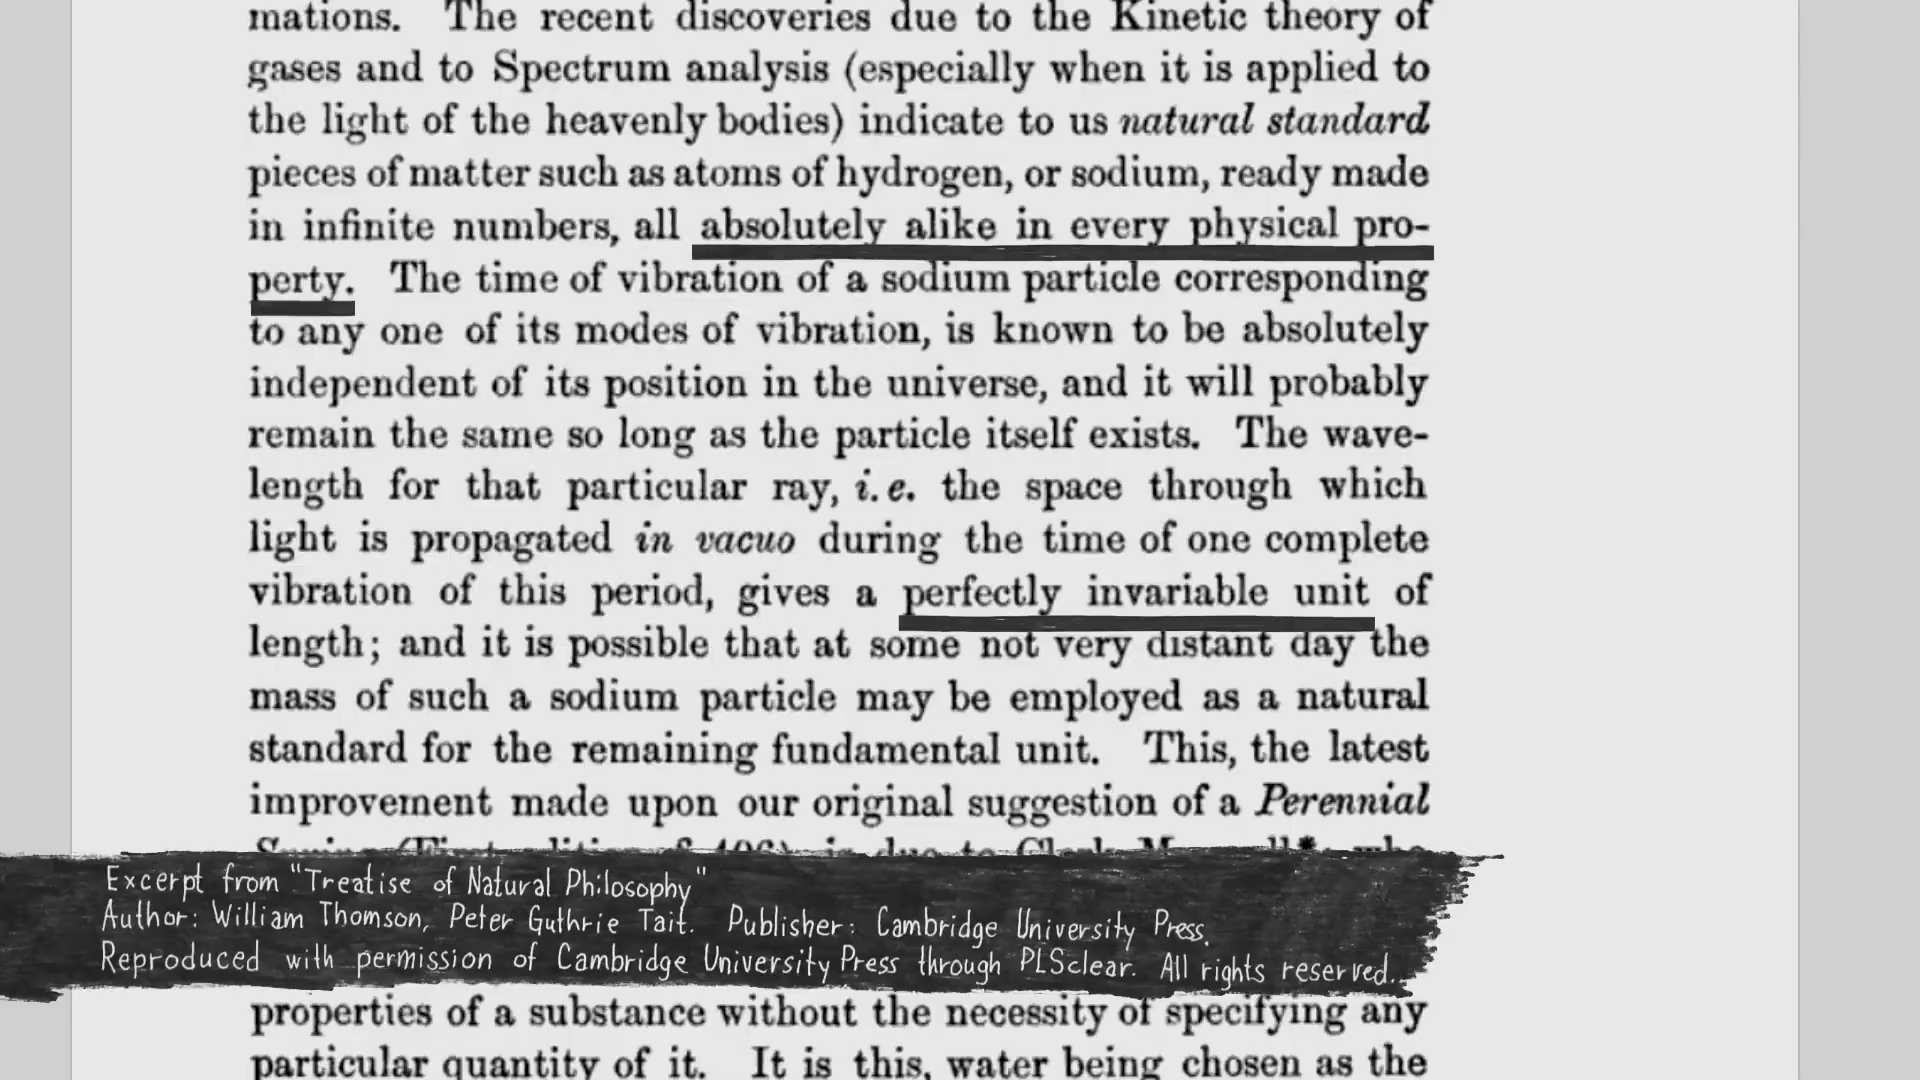 mations. The recent discoveries due to the Kinetic theory of
gases and to Spectrum analysis (especially when it is applied to
the light of the heavenly bodies) indicate to us natural standard
pieces of matter such as atoms of hydrogen, or sodium, ready made
in infinite numbers, all absolutely alike in every physical pro-
perty. The time of vibration of a sodium particle corresponding
to any one of its modes of vibration, is known to be absolutely
independent of its position in the universe, and it will probably
remain the same so long as the particle itself exists. The wave-
length for that particular ray, i.e. the space through which
light is propagated in vacuo during the time of one complete
vibration of this period, gives a perfectly invariable unit of
length; and it is possible that at some not very distant day the
mass of such a sodium particle may be employed as a natural
standard for the remaining fundamental unit. This, the latest
improvement made upon our original suggestion of a Perennial
Excerpt from "Treatise of Natural Philosophy"
Author: William Thomson, Peter Guthrie Tait. Publisher: Cambridge University Press.
Reproduced with permission of Cambridge University Press through PLSclear. All rights reserved.
properties of a substance without the necessity of specifying any
particular quantity of it. It is this, water being chosen as the